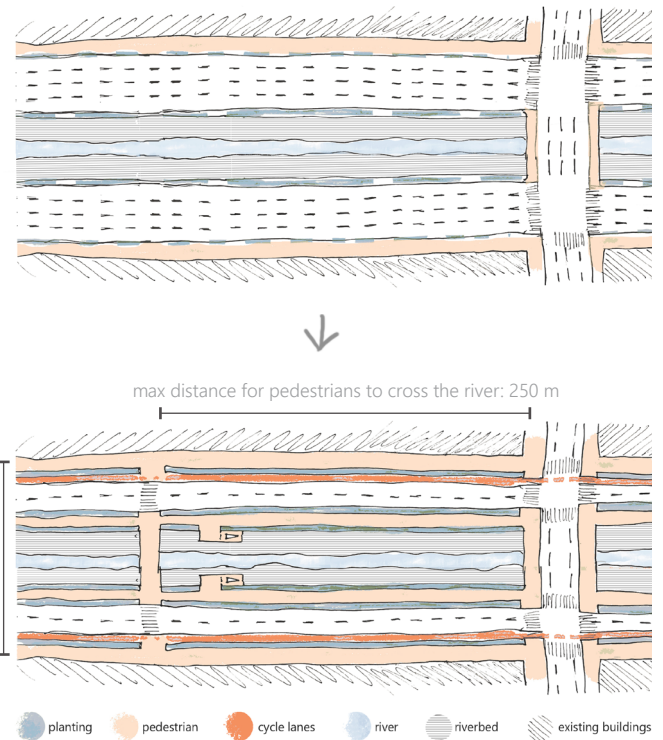 max distance for pedestrians to cross the river: 250 m
planting pedestrian cycle lanes river riverbed existing buildings